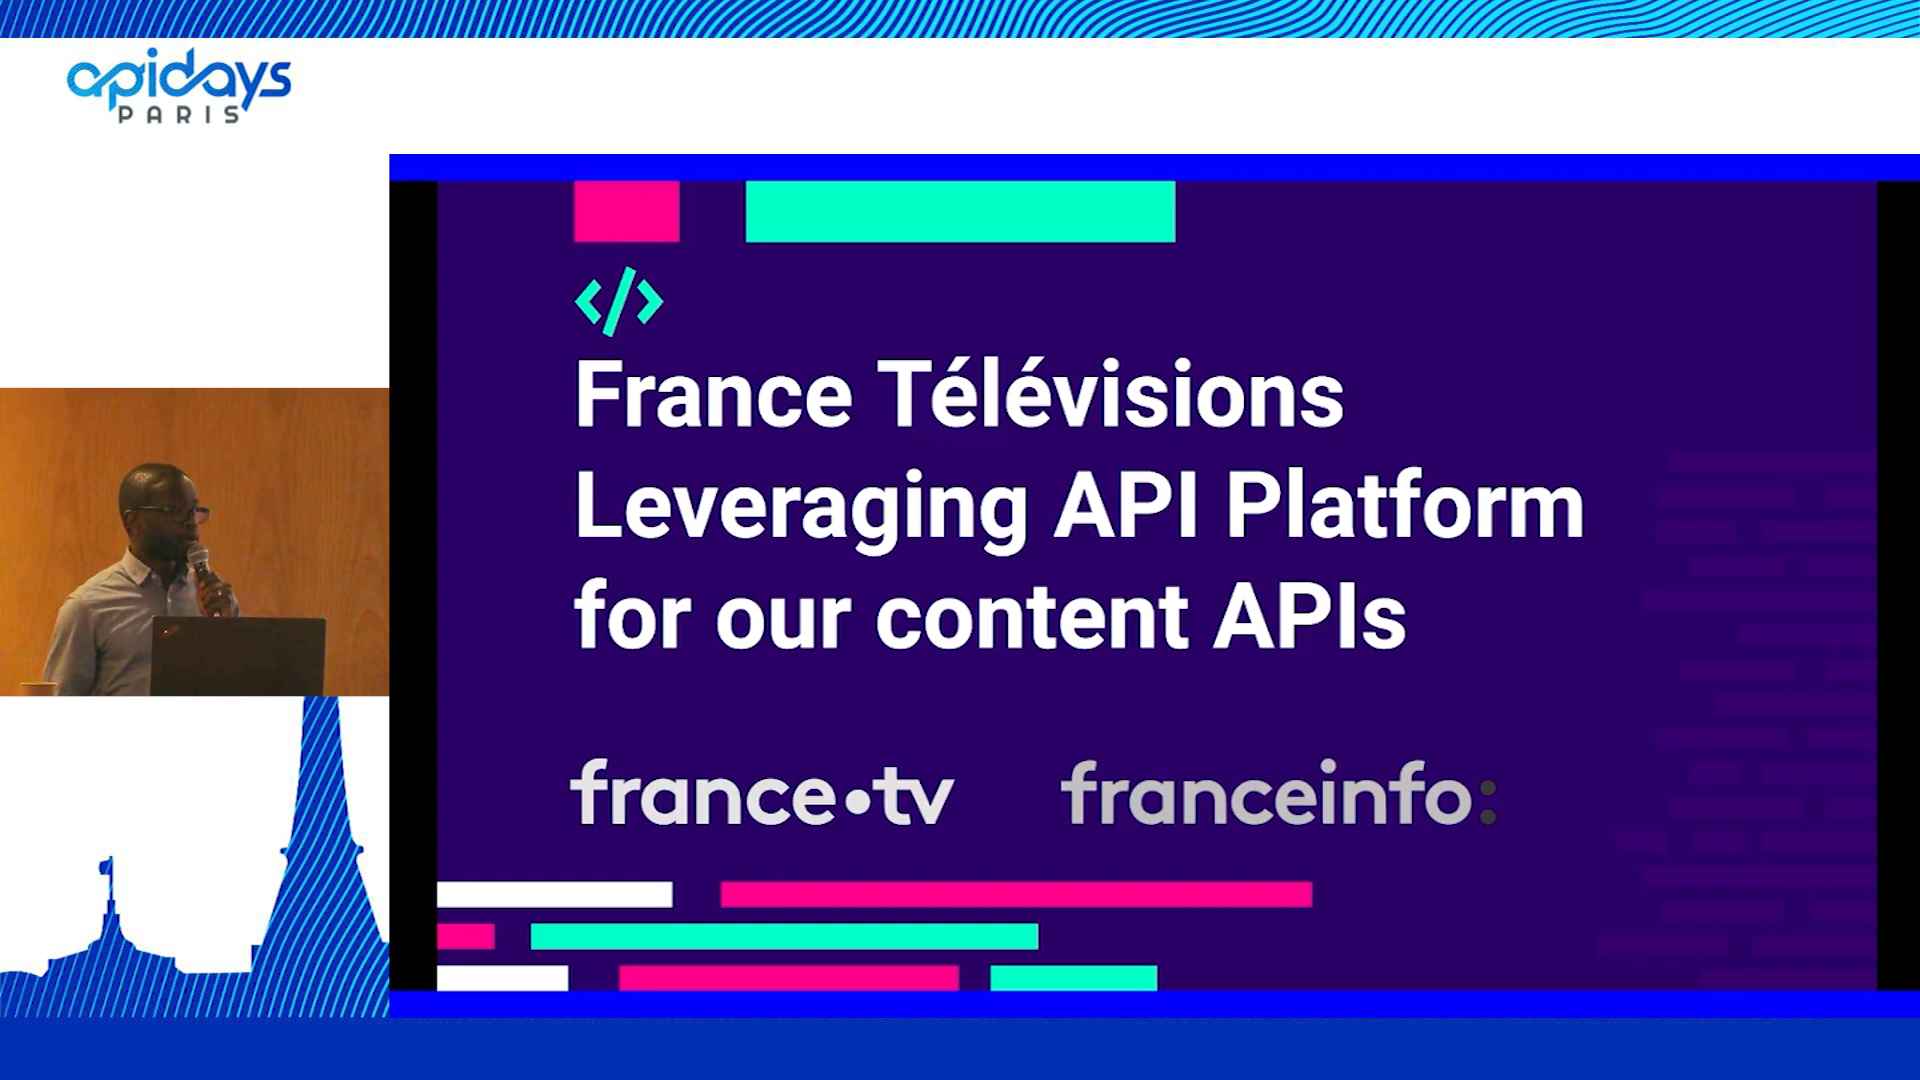 apidays
PARIS
</>
France Télévisions
Leveraging API Platform
for our content APIs
france•tv
franceinfo: